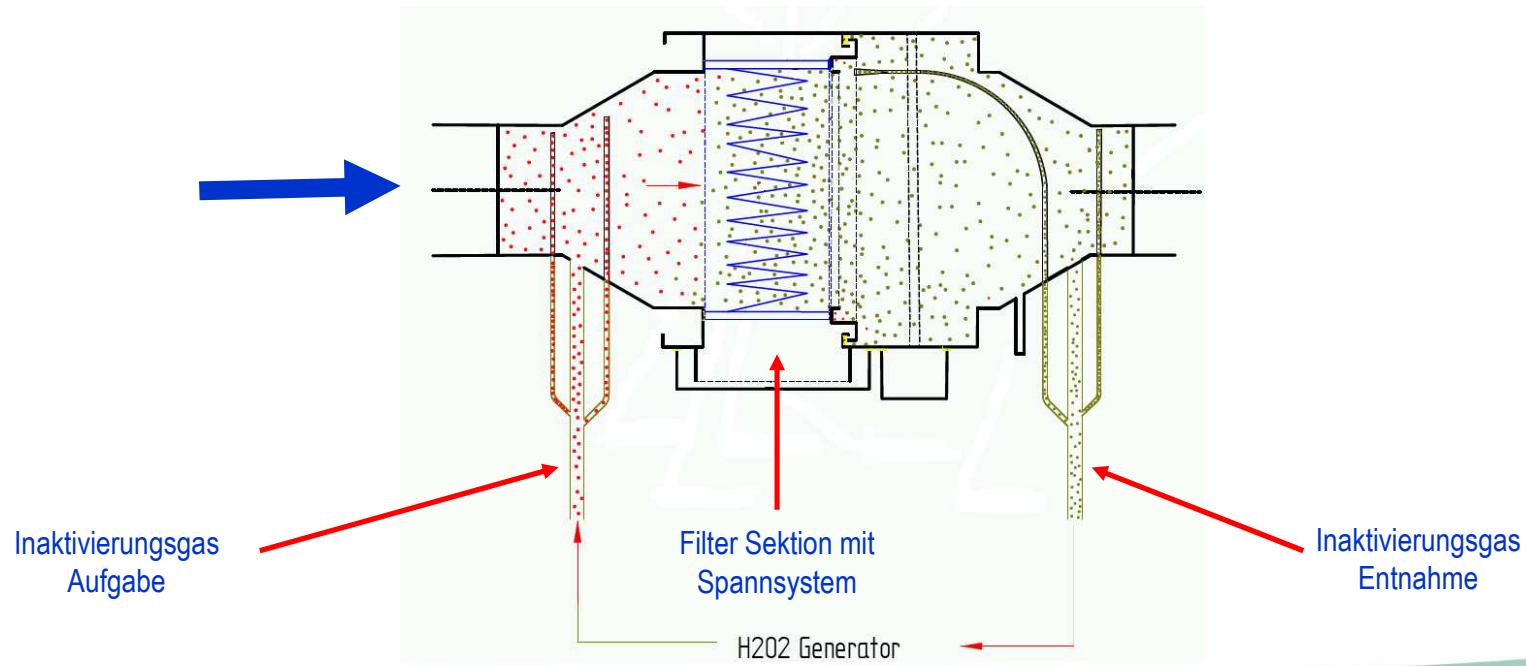 Inaktivierungsgas
Aufgabe
Filter Sektion mit
Spannsystem
Inaktivierungsgas
Entnahme
H2O2 Generator